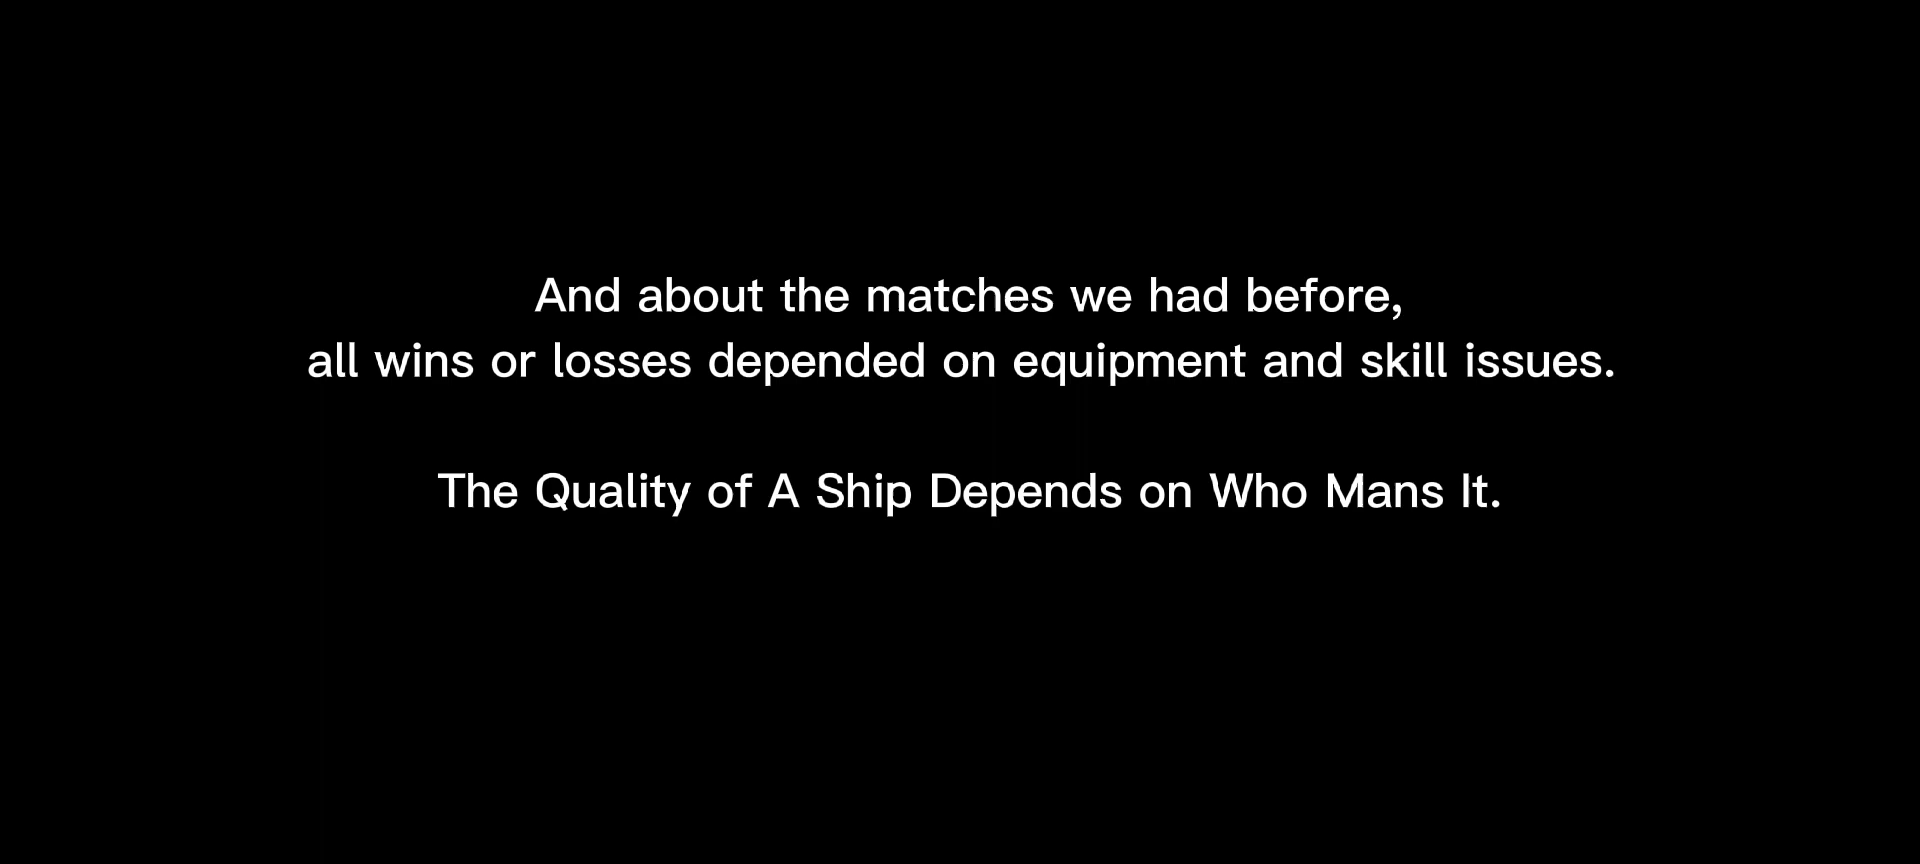 And about the matches we had before,
all wins or losses depended on equipment and skill issues.
The Quality of A Ship Depends on Who Mans It.